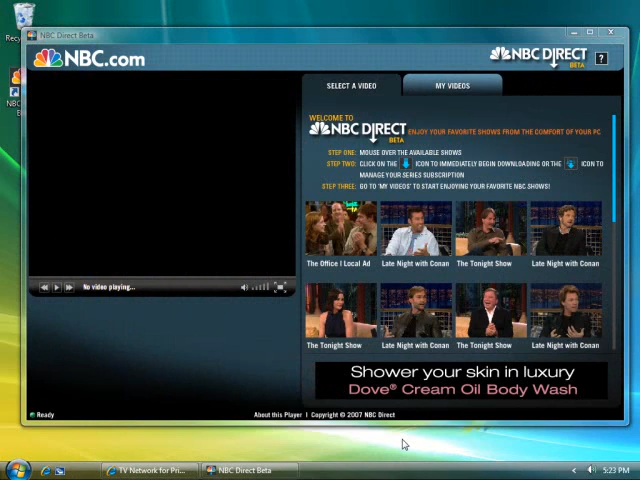 Recy
NBC Direct Beta
NBC.com
NBC DIRECT
BETA
?
NBC
B
SELECT A VIDEO
MY VIDEOS
WELCOME TO
NBC DIRECT
BETA
ENJOY YOUR FAVORITE SHOWS FROM THE COMFORT OF YOUR PC.
STEP ONE: MOUSE OVER THE AVAILABLE SHOWS
STEP TWO: CLICK ON THE ICON TO IMMEDIATELY BEGIN DOWNLOADING OR THE ICON TO
MANAGE YOUR SERIES SUBSCRIPTION
STEP THREE: GO TO 'MY VIDEOS' TO START ENJOYING YOUR FAVORITE NBC SHOWS!
The Office | Local Ad
Late Night with Conan
The Tonight Show
Late Night with Conan
No video playing...
The Tonight Show
Late Night with Conan
The Tonight Show
Late Night with Conan
Shower your skin in luxury
Dove® Cream Oil Body Wash
Ready
About this Player | Copyright © 2007 NBC Direct
TV Network for Pri...
NBC Direct Beta
5:23 PM